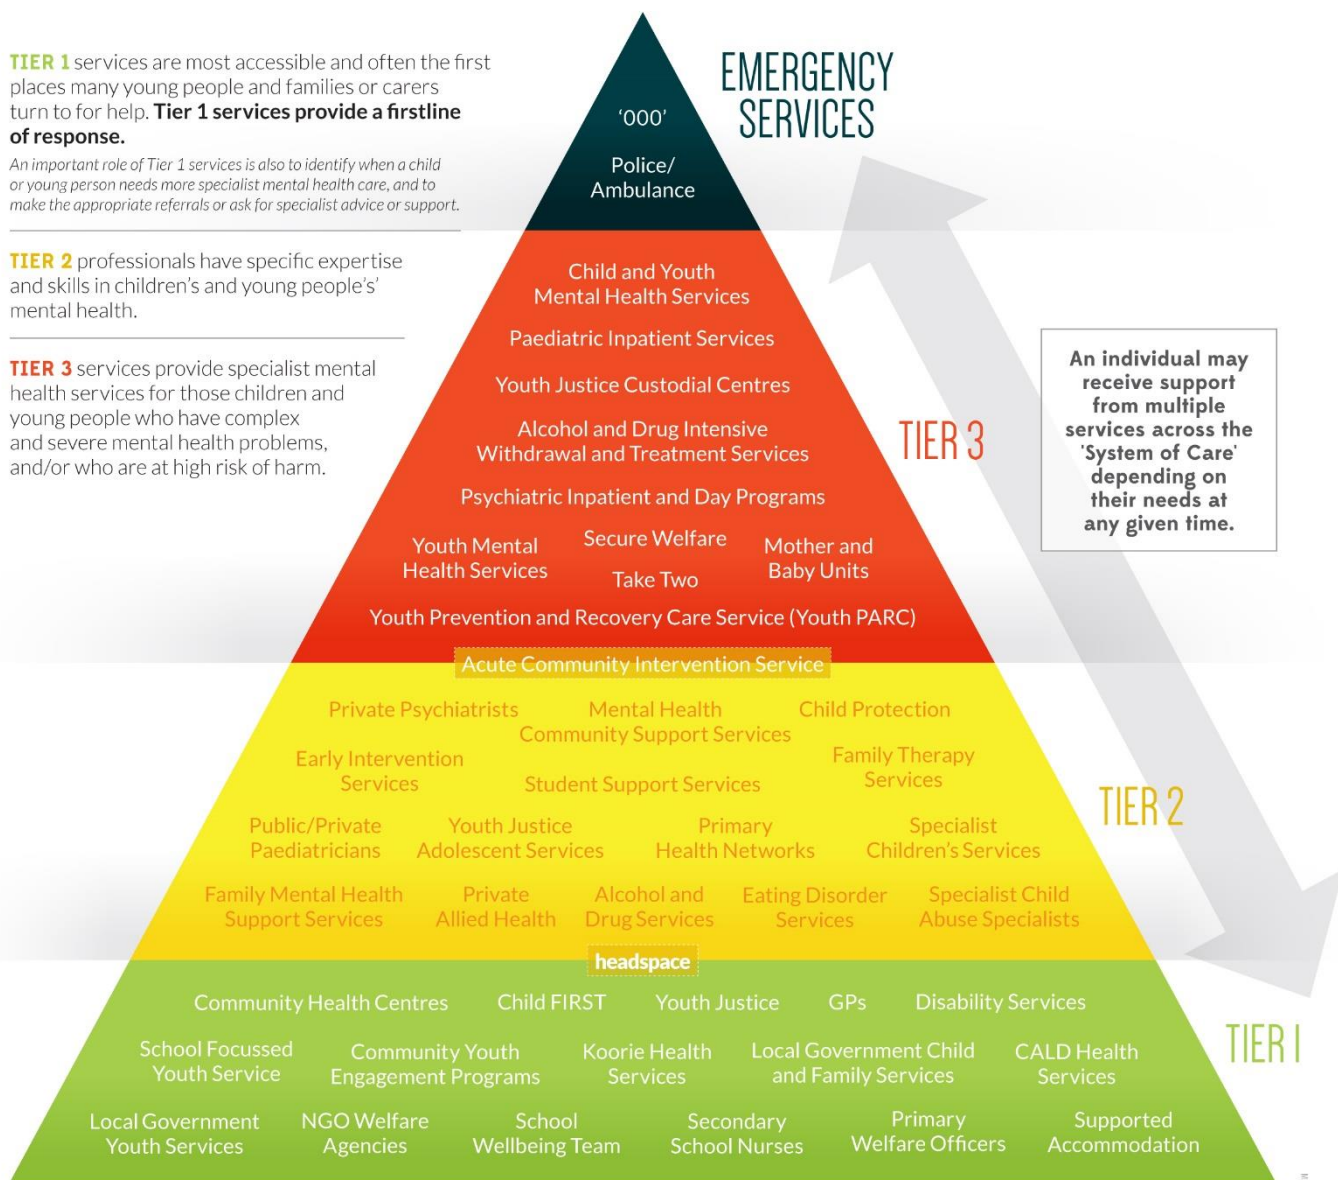 TIER 1 services are most accessible and often the first
places many young people and families or carers
turn to for help. Tier 1 services provide a firstline
of response.
An important role of Tier 1 services is also to identify when a child
or young person needs more specialist mental health care, and to
make the appropriate referrals or ask for specialist advice or support.
TIER 2 professionals have specific expertise
and skills in children's and young people's'
mental health.
TIER 3 services provide specialist mental
health services for those children and
young people who have complex
and severe mental health problems,
and/or who are at high risk of harm.
EMERGENCY
SERVICES
'000'
Police/
Ambulance
TIER 3
Child and Youth
Mental Health Services
Paediatric Inpatient Services
Youth Justice Custodial Centres
Alcohol and Drug Intensive
Withdrawal and Treatment Services
Psychiatric Inpatient and Day Programs
Youth Mental
Health Services
Secure Welfare
Take Two
Mother and
Baby Units
Youth Prevention and Recovery Care Service (Youth PARC)
An individual may
receive support
from multiple
services across the
'System of Care'
depending on
their needs at
any given time.
Acute Community Intervention Service
TIER 2
Private Psychiatrists
Mental Health
Community Support Services
Child Protection
Early Intervention
Services
Student Support Services
Family Therapy
Services
Public/Private
Paediatricians
Youth Justice
Adolescent Services
Primary
Health Networks
Specialist
Children's Services
Family Mental Health
Support Services
Private
Allied Health
Alcohol and
Drug Services
Eating Disorder
Services
Specialist Child
Abuse Specialists
headspace
TIER 1
Community Health Centres
Child FIRST
Youth Justice
GPs
Disability Services
School Focussed
Youth Service
Community Youth
Engagement Programs
Koorie Health
Services
Local Government Child
and Family Services
CALD Health
Services
Local Government
Youth Services
NGO Welfare
Agencies
School
Wellbeing Team
Secondary
School Nurses
Primary
Welfare Officers
Supported
Accommodation